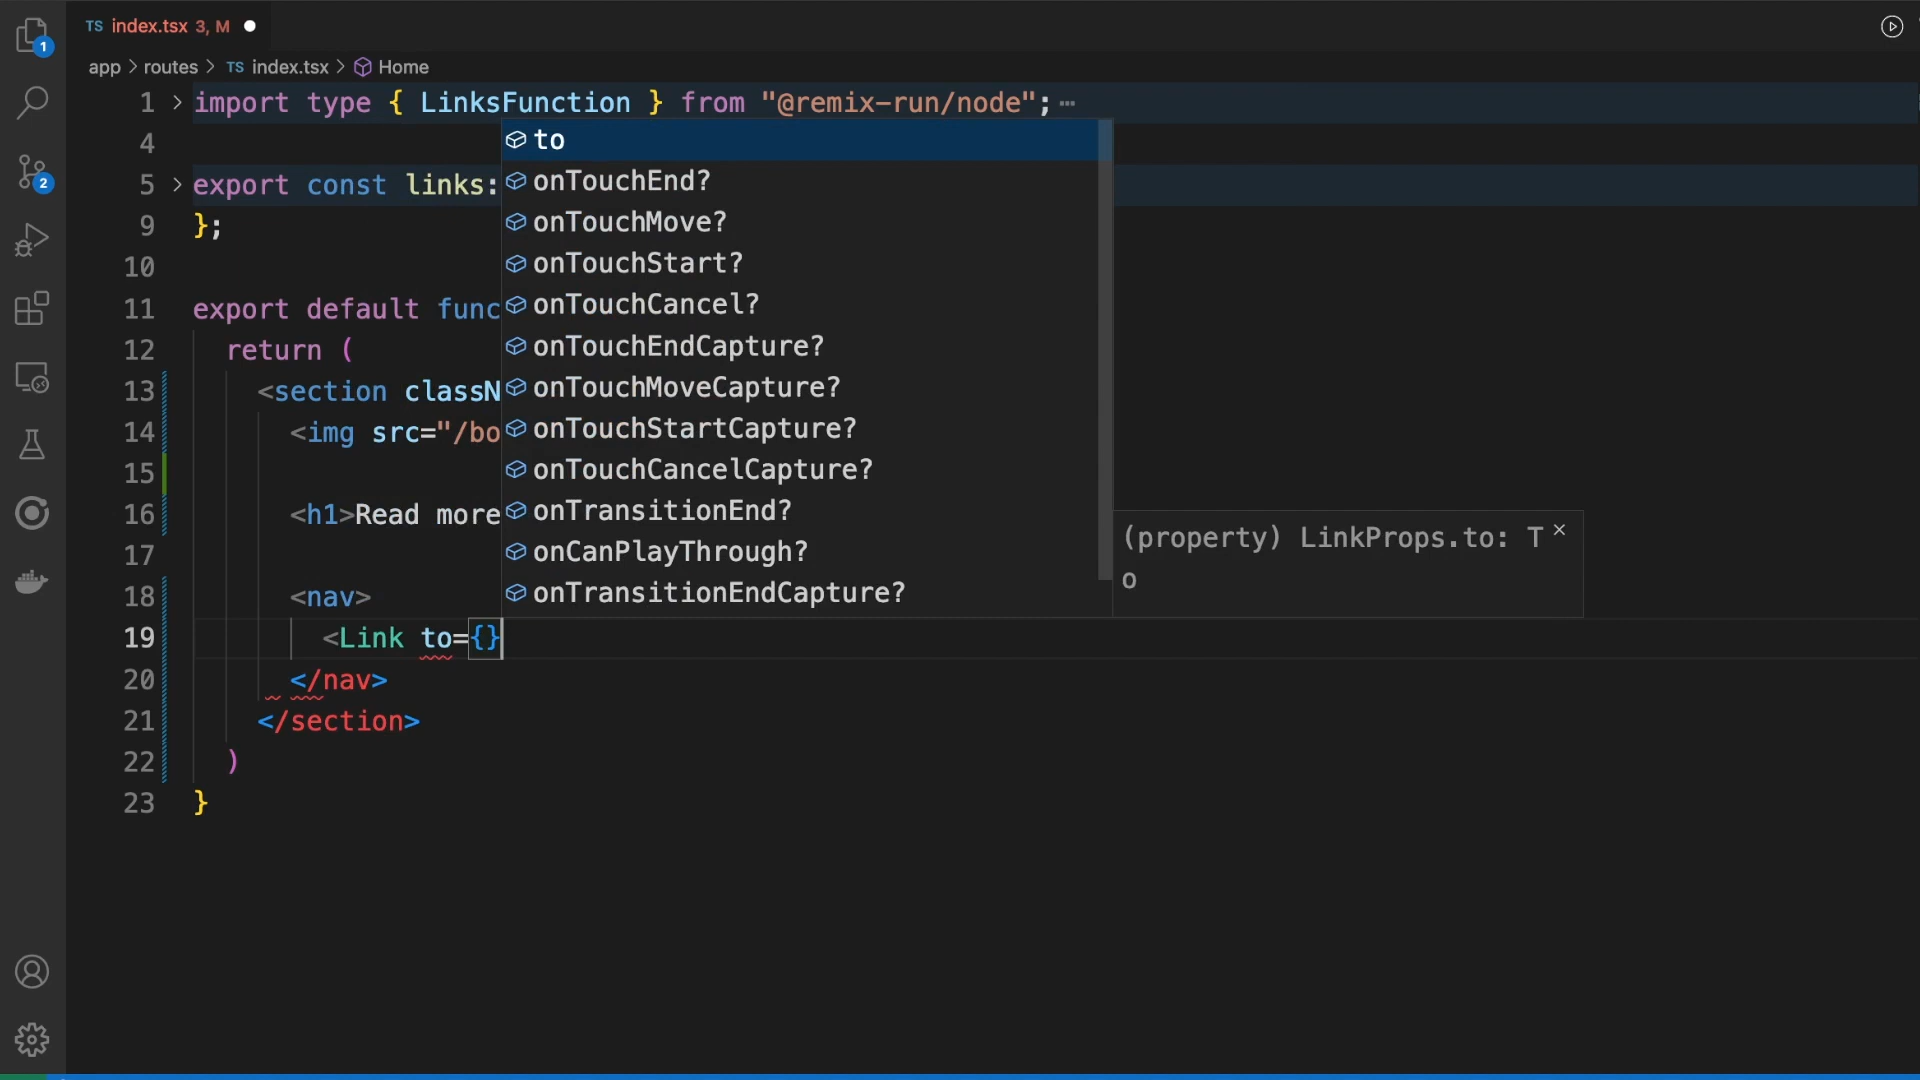 TS index.tsx 3, M
app > routes > TS index.tsx > Home
1 > import type { LinksFunction } from "@remix-run/node";
4
5 > export const links:
9 };
10
11 export default func
12 return (
13 <section classN
14 <img src="/bo
15
16 <h1>Read more
17
18 <nav>
19 <Link to={}
20 </nav>
21 </section>
22 )
23 }
to
onTouchEnd?
onTouchMove?
onTouchStart?
onTouchCancel?
onTouchEndCapture?
onTouchMoveCapture?
onTouchStartCapture?
onTouchCancelCapture?
onTransitionEnd?
onCanPlayThrough?
onTransitionEndCapture?
(property) LinkProps.to: T
o
1
2